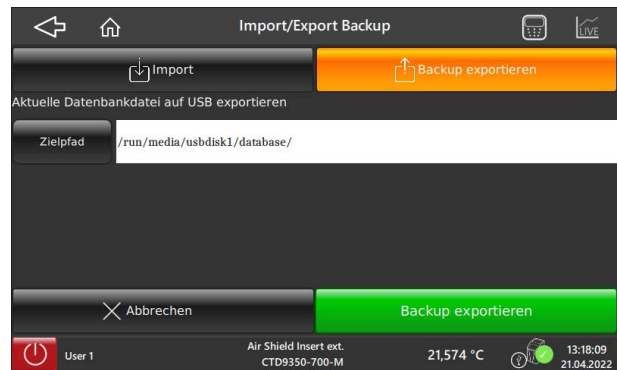 Import/Export Backup
LIVE
Import
Backup exportieren
Aktuelle Datenbankdatei auf USB exportieren
Zielpfad
/run/media/usbdisk1/database/
Abbrechen
Backup exportieren
User 1
Air Shield Insert ext.
CTD9350-700-M
21,574 °C
13:18:09
21.04.2022